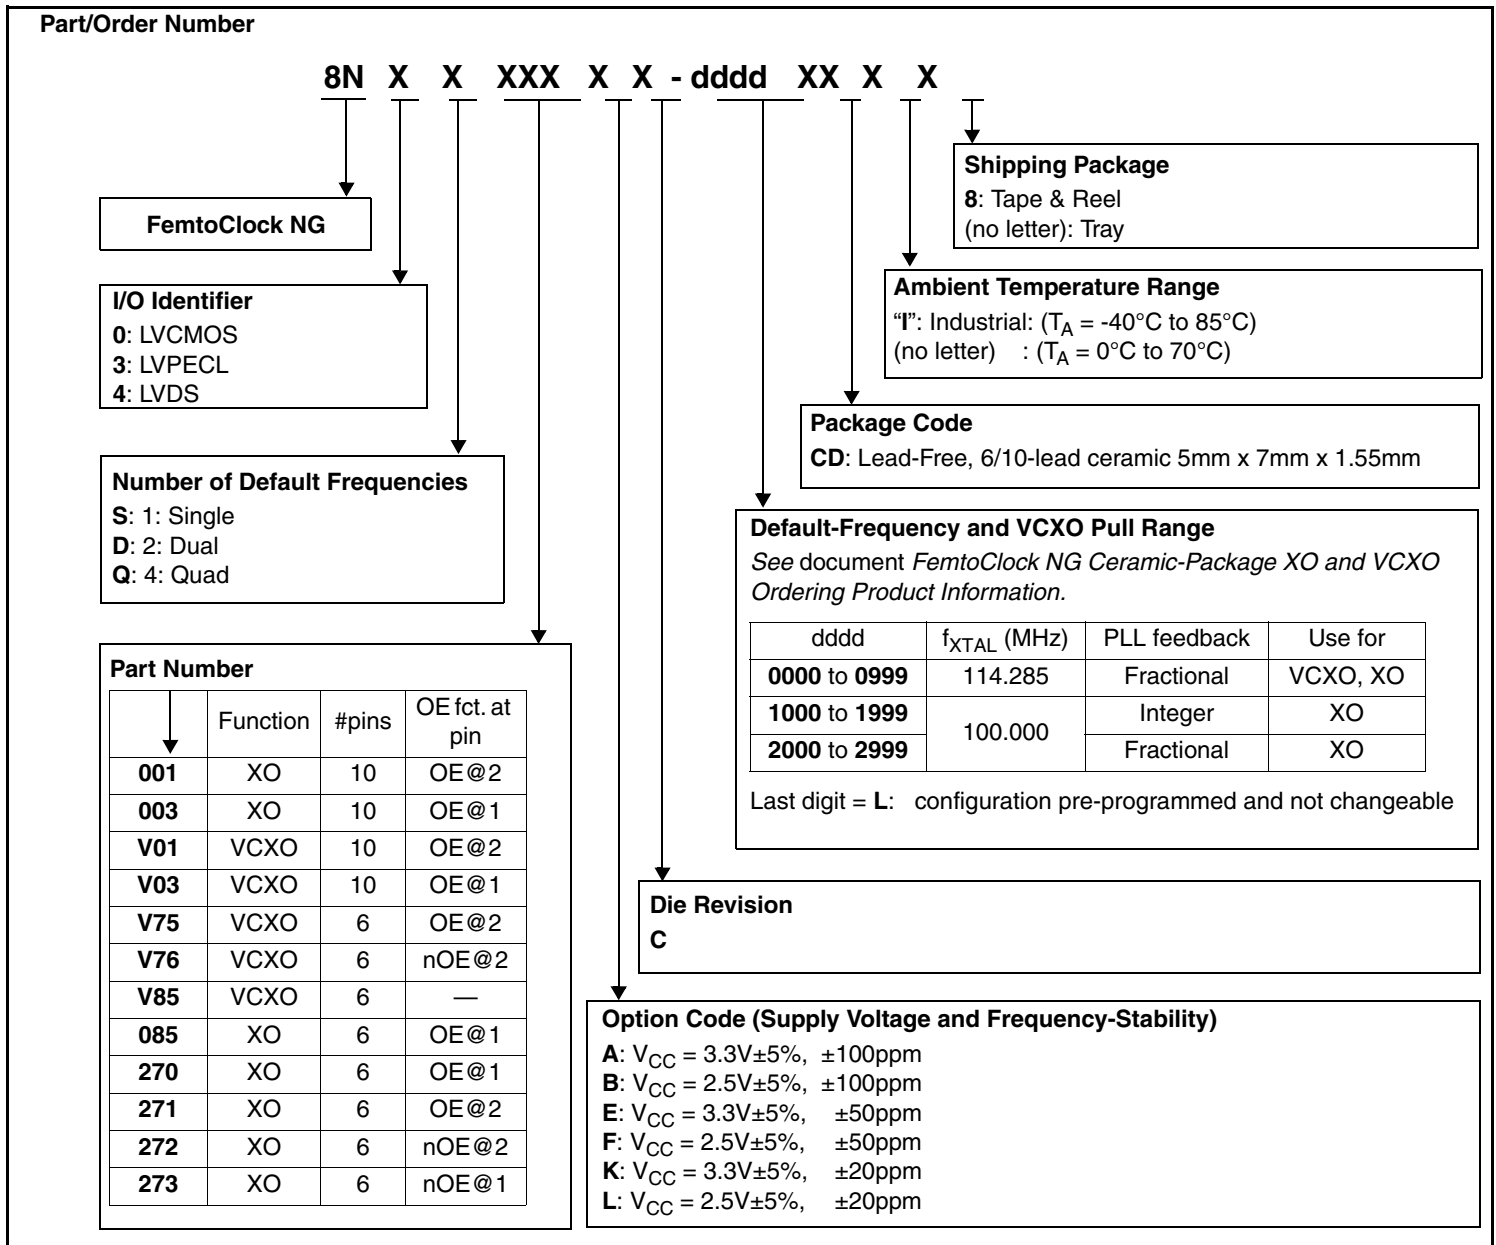 Part/Order Number
8N X X XXX X X - dddd XX X X
Shipping Package
8: Tape & Reel
(no letter): Tray
FemtoClock NG
Ambient Temperature Range
“I”: Industrial: (TA = -40°C to 85°C)
(no letter) : (TA = 0°C to 70°C)
I/O Identifier
0: LVCMOS
3: LVPECL
4: LVDS
Package Code
CD: Lead-Free, 6/10-lead ceramic 5mm x 7mm x 1.55mm
Number of Default Frequencies
S: 1: Single
D: 2: Dual
Q: 4: Quad
Default-Frequency and VCXO Pull Range
See document FemtoClock NG Ceramic-Package XO and VCXO
Ordering Product Information.
dddd fXTAL (MHz) PLL feedback Use for
0000 to 0999 114.285 Fractional VCXO, XO
1000 to 1999 100.000 Integer XO
2000 to 2999 Fractional XO
Last digit = L: configuration pre-programmed and not changeable
Part Number
Function #pins OE fct. at
pin
001 XO 10 OE@2
003 XO 10 OE@1
V01 VCXO 10 OE@2
V03 VCXO 10 OE@1
V75 VCXO 6 OE@2
V76 VCXO 6 nOE@2
V85 VCXO 6 —
085 XO 6 OE@1
270 XO 6 OE@1
271 XO 6 OE@2
272 XO 6 nOE@2
273 XO 6 nOE@1
Die Revision
C
Option Code (Supply Voltage and Frequency-Stability)
A: VCC = 3.3V±5%, ±100ppm
B: VCC = 2.5V±5%, ±100ppm
E: VCC = 3.3V±5%, ±50ppm
F: VCC = 2.5V±5%, ±50ppm
K: VCC = 3.3V±5%, ±20ppm
L: VCC = 2.5V±5%, ±20ppm